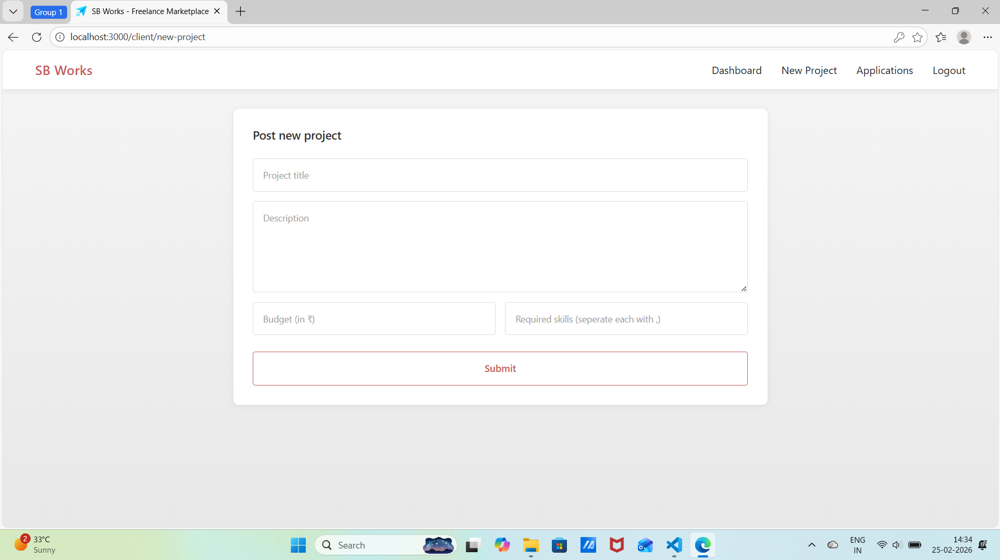 Group 1
SB Works - Freelance Marketplace
localhost:3000/client/new-project
SB Works
Dashboard
New Project
Applications
Logout
Post new project
Project title
Description
Budget (in ₹)
Required skills (seperate each with ,)
Submit
2
33°C
Sunny
Search
ENG
IN
14:34
25-02-2026